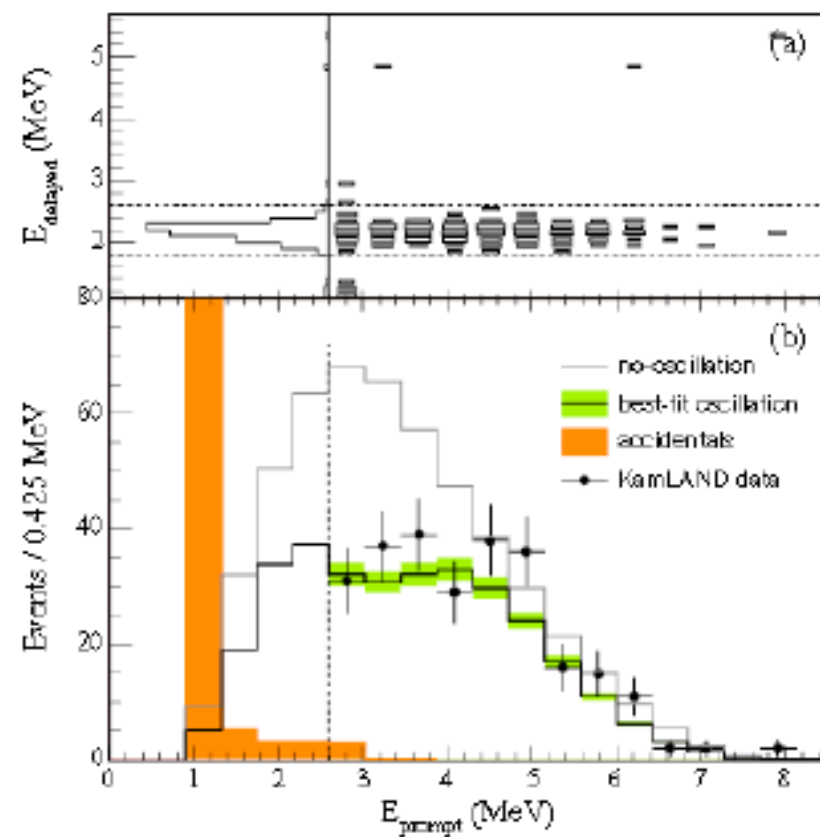 (a)
E_delayed (MeV)
5
4
3
2
80
(b)
no-oscillation
best-fit oscillation
accidentals
KamLAND data
Events / 0.425 MeV
60
40
20
0
0 1 2 3 4 5 6 7 8
E_prompt (MeV)